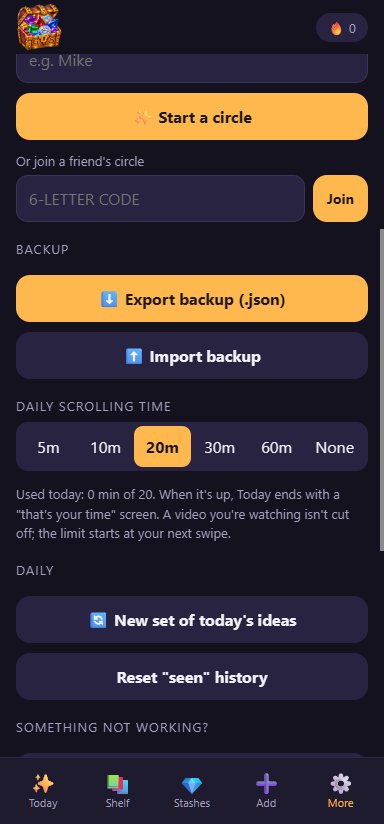 0
e.g. Mike
✨ Start a circle
Or join a friend's circle
6-LETTER CODE
Join
BACKUP
⬇️ Export backup (.json)
⬆️ Import backup
DAILY SCROLLING TIME
5m 10m 20m 30m 60m None
Used today: 0 min of 20. When it's up, Today ends with a
"that's your time" screen. A video you're watching isn't cut
off; the limit starts at your next swipe.
DAILY
🔄 New set of today's ideas
Reset "seen" history
SOMETHING NOT WORKING?
Today Shelf Stashes Add More